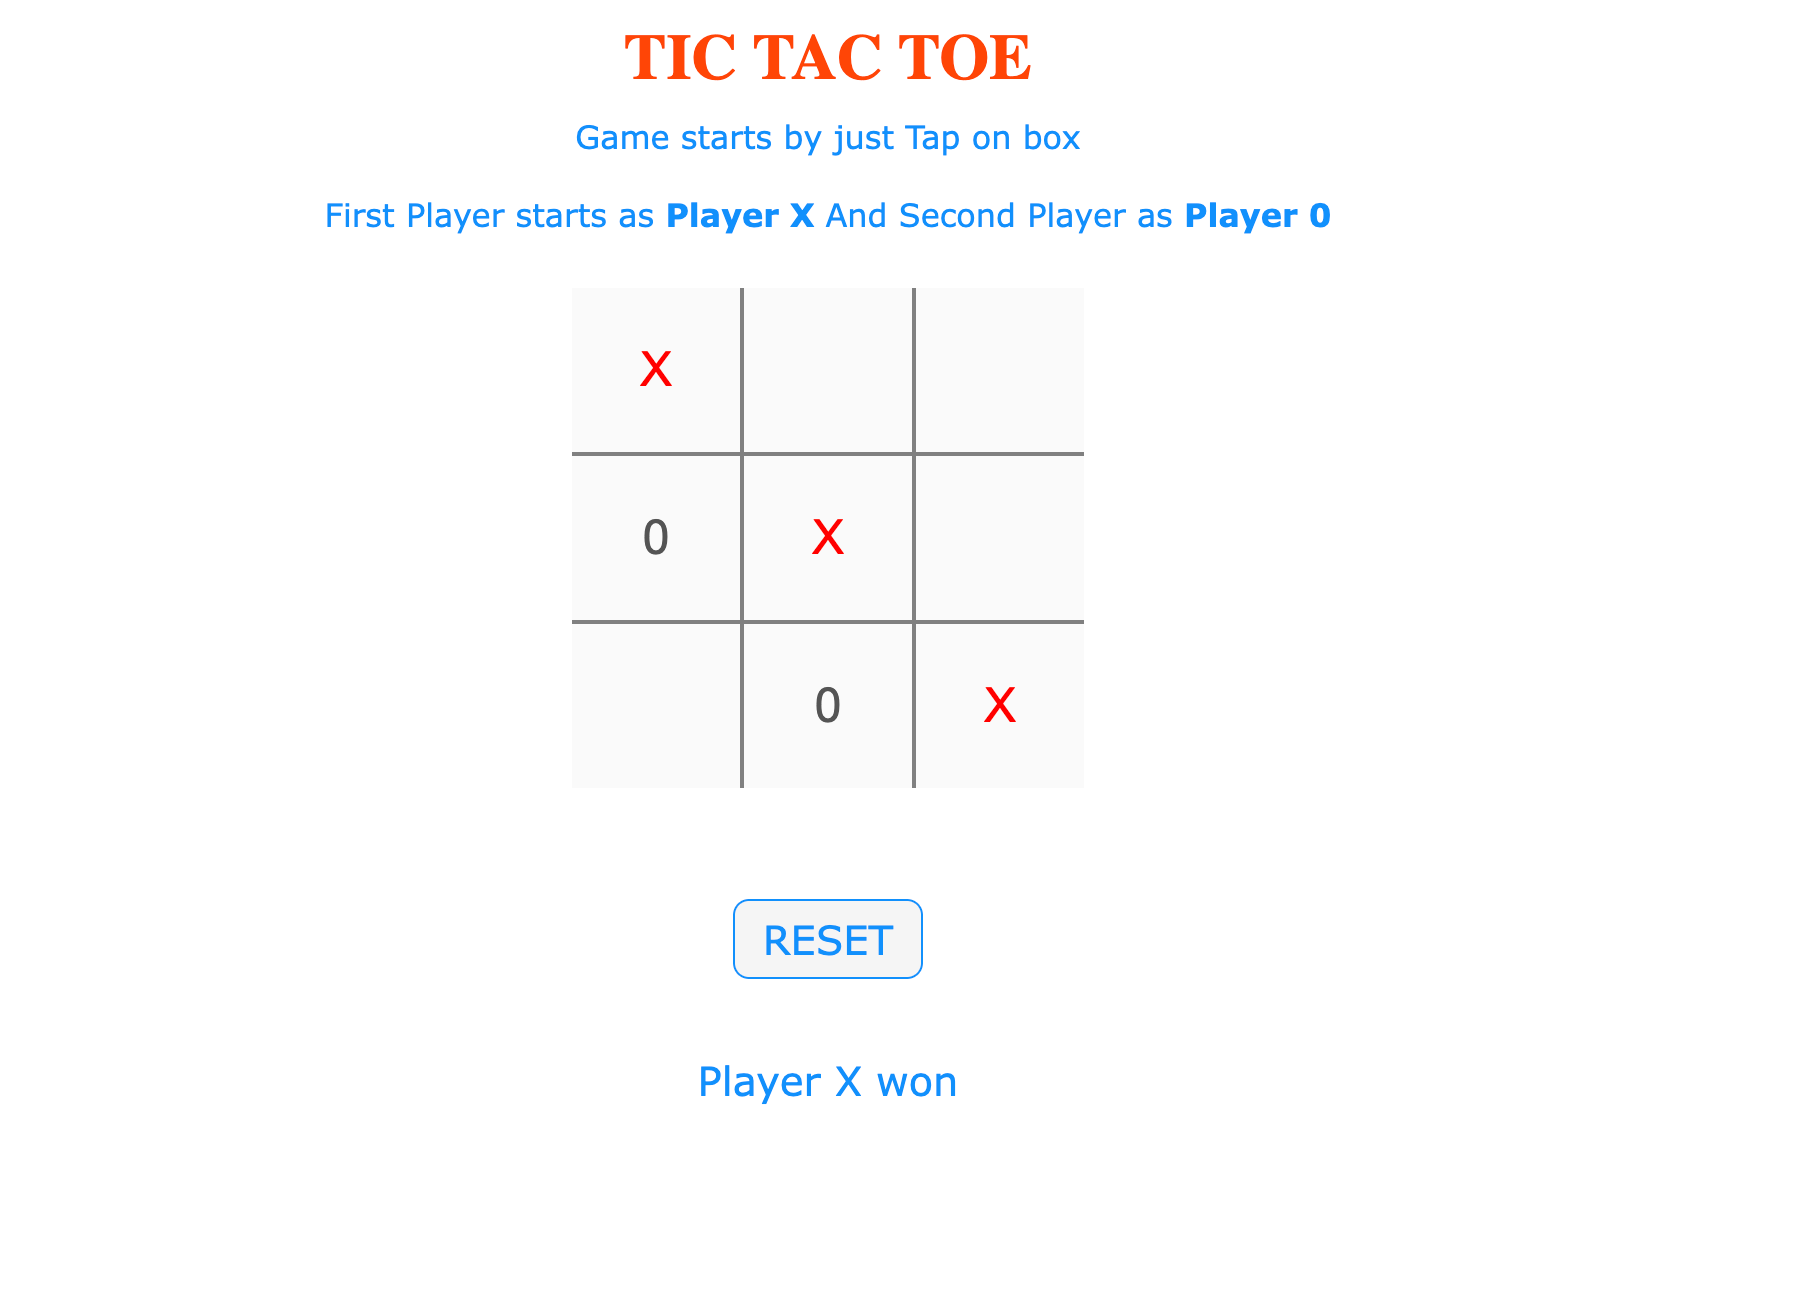 TIC TAC TOE
Game starts by just Tap on box
First Player starts as Player X And Second Player as Player 0
X
0 X
0 X
RESET
Player X won